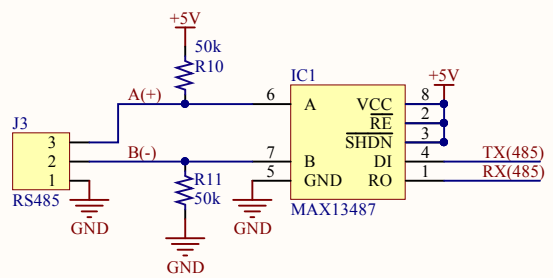 +5V
50k
R10
IC1
+5V
A(+)
6
A
VCC
8
RE
2
J3
SHDN
3
3
2
B(-)
7
B
DI
4
TX(485)
1
R11
5
GND
RO
1
RX(485)
RS485
50k
MAX13487
GND
GND
GND